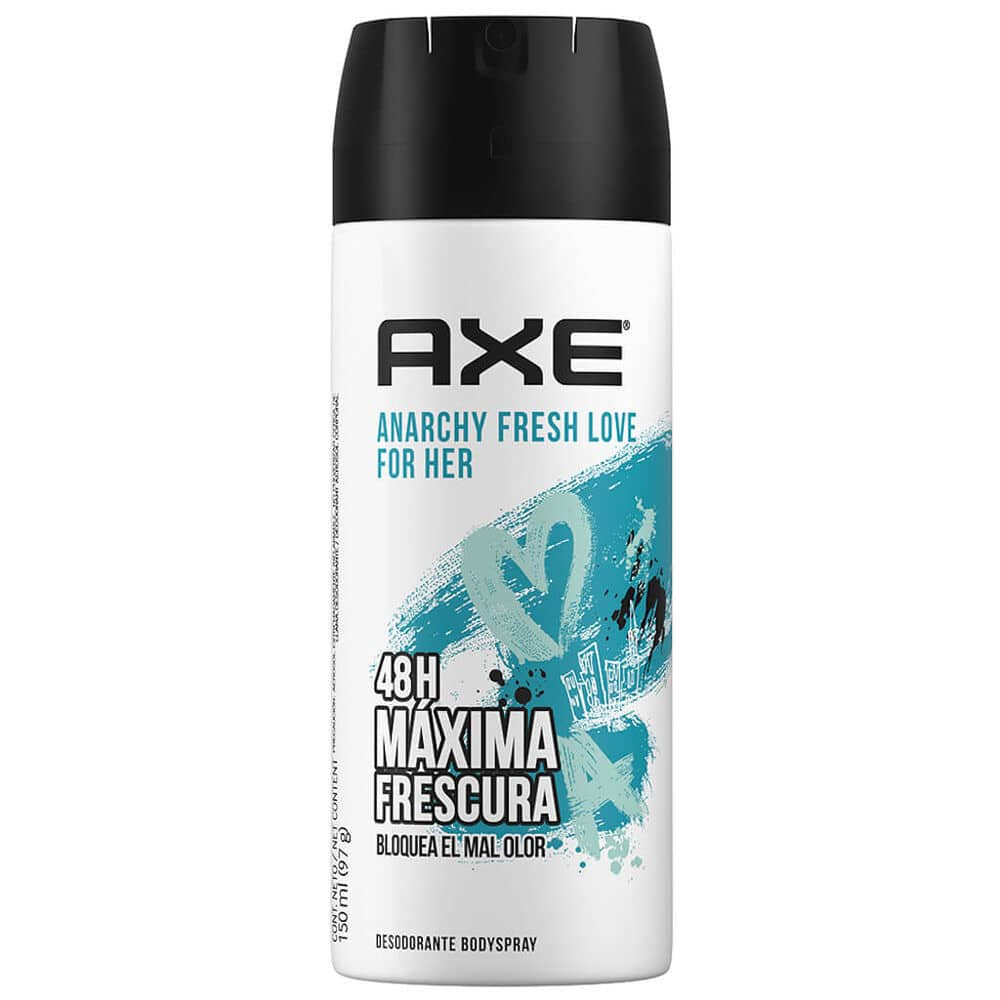 AXE®
ANARCHY FRESH LOVE
FOR HER
48H
MÁXIMA
FRESCURA
BLOQUEA EL MAL OLOR
DESODORANTE BODYSPRAY
CONT. NETO / NET CONTENT
150 ml (97 g)